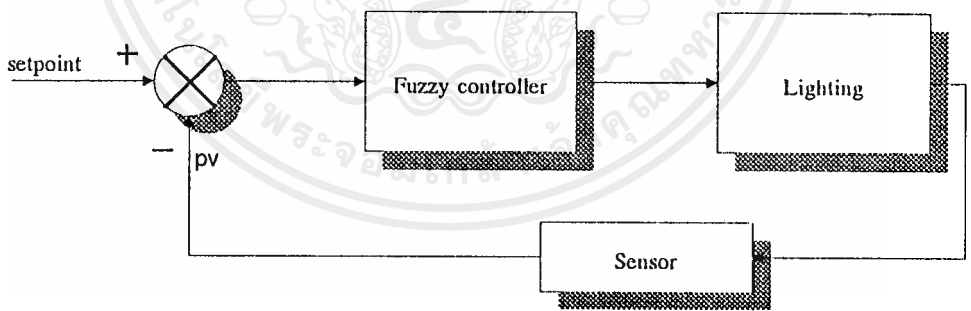 setpoint
+
Fuzzy controller
Lighting
−
pv
Sensor